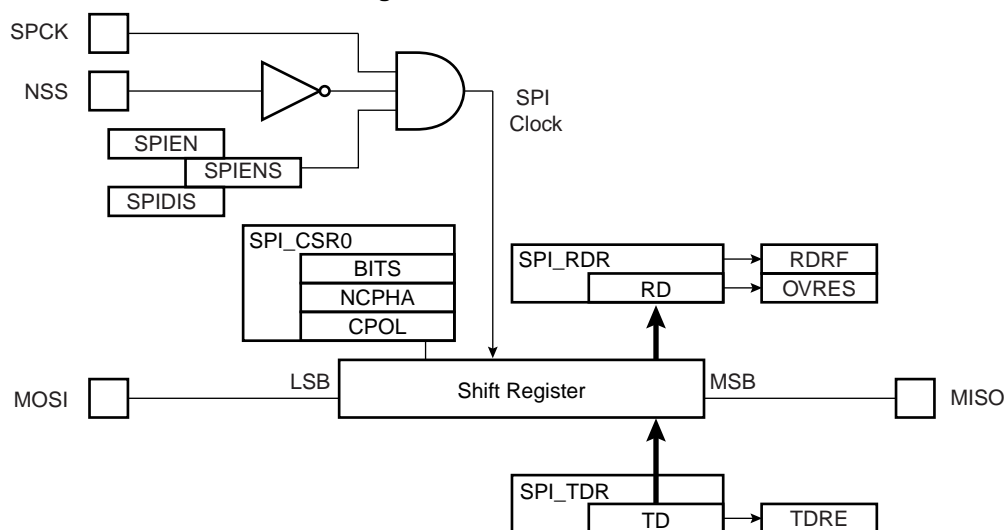 SPCK
NSS
SPI
Clock
SPIEN
SPIENS
SPIDIS
SPI_CSR0
BITS
NCPHA
CPOL
SPI_RDR
RD
RDRF
OVRES
MOSI
LSB
Shift Register
MSB
MISO
SPI_TDR
TD
TDRE